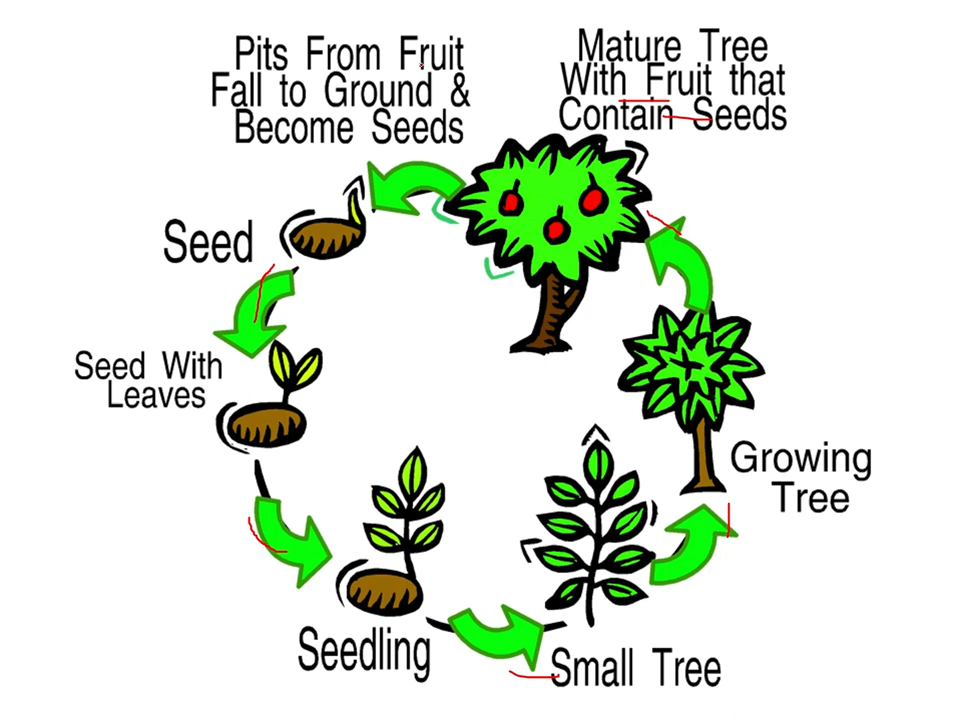 Pits From Fruit
Fall to Ground &
Become Seeds
Mature Tree
With Fruit that
Contain Seeds
Seed
Seed With
Leaves
Seedling
Small Tree
Growing
Tree